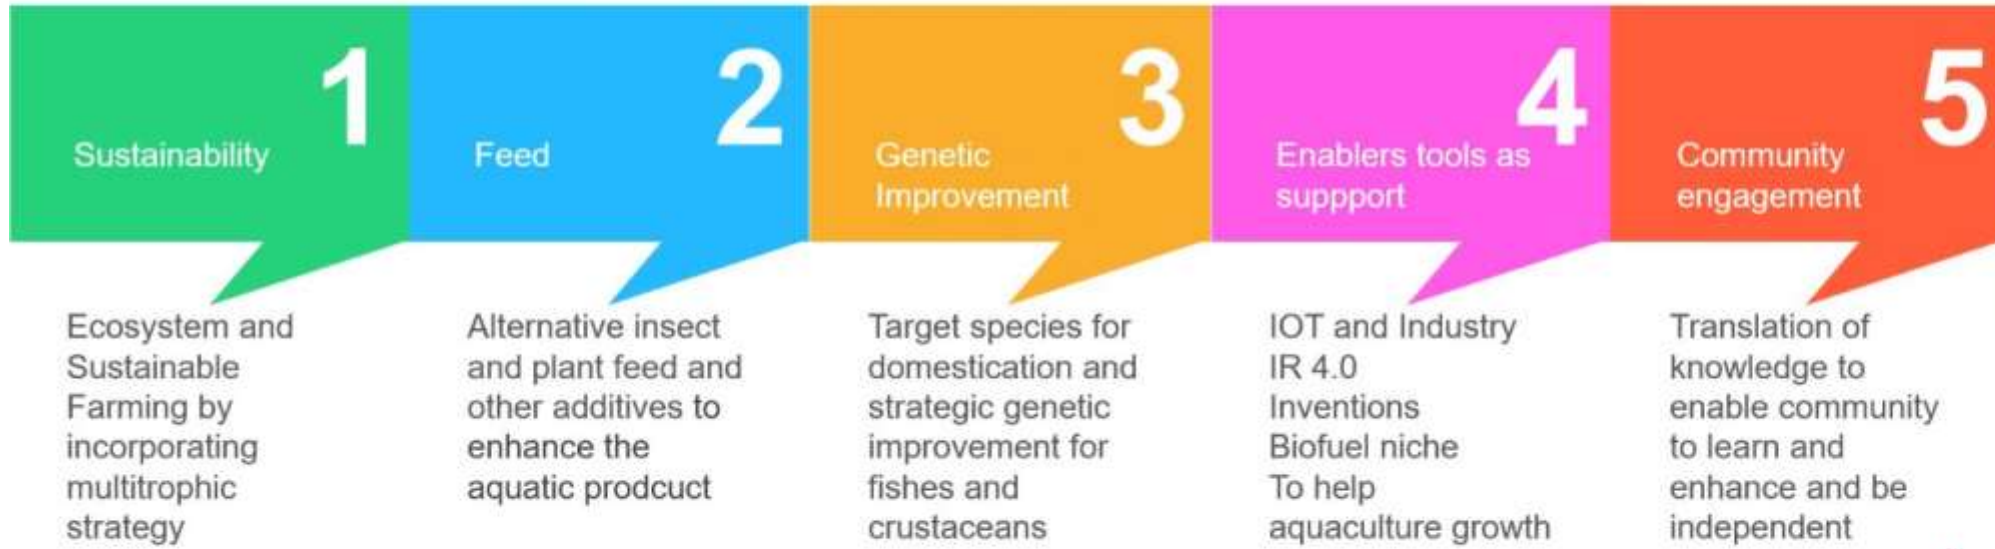 1
Sustainability
Ecosystem and
Sustainable
Farming by
incorporating
multitrophic
strategy
2
Feed
Alternative insect
and plant feed and
other additives to
enhance the
aquatic prodcuct
3
Genetic
Improvement
Target species for
domestication and
strategic genetic
improvement for
fishes and
crustaceans
4
Enablers tools as
suppport
IOT and Industry
IR 4.0
Inventions
Biofuel niche
To help
aquaculture growth
5
Community
engagement
Translation of
knowledge to
enable community
to learn and
enhance and be
independent